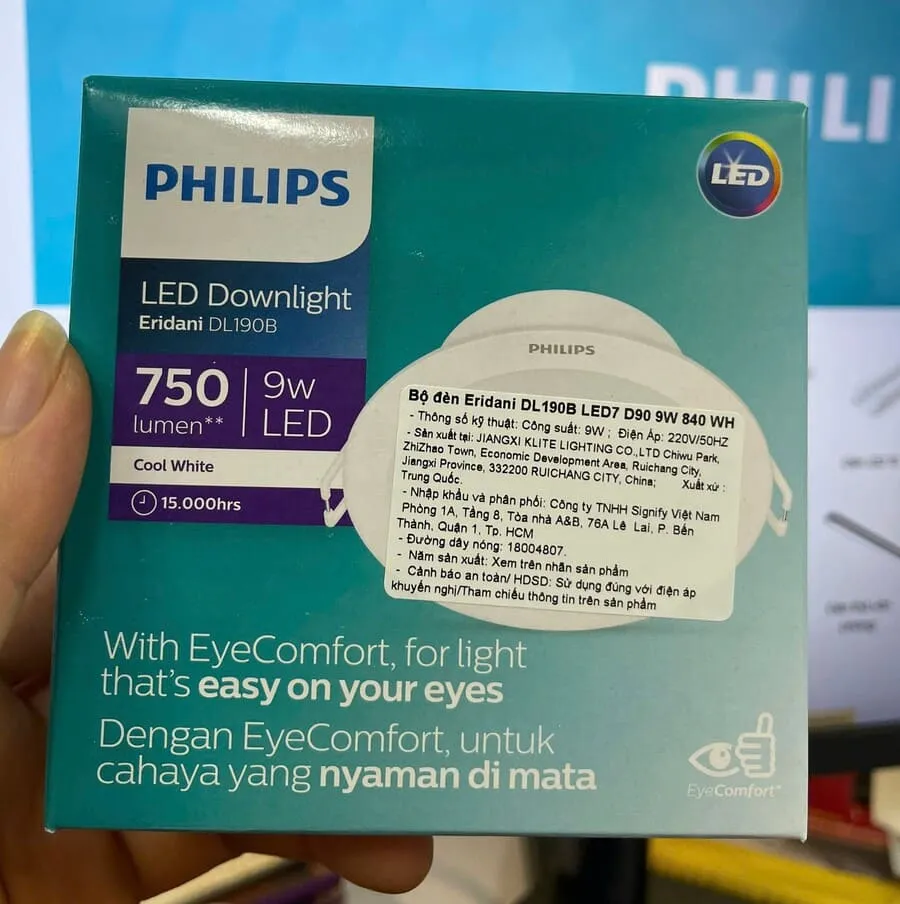 PHILI
PHILIPS
LED
LED Downlight
Eridani DL190B
750
lumen**
9w
LED
Cool White
15.000hrs
PHILIPS
Bộ đèn Eridani DL190B LED7 D90 9W 840 WH
- Thông số kỹ thuật: Công suất: 9W ; Điện Áp: 220V/50HZ
- Sản xuất tại: JIANGXI KLITE LIGHTING CO.,LTD Chiwu Park,
ZhiZhao Town, Economic Development Area, Ruichang City,
Jiangxi Province, 332200 RUICHANG CITY, China; Xuất xứ :
Trung Quốc.
- Nhập khẩu và phân phối: Công ty TNHH Signify Việt Nam
Phòng 1A, Tầng 8, Tòa nhà A&B, 76A Lê Lai, P. Bến
Thành, Quận 1, Tp. HCM
- Đường dây nóng: 18004807.
- Năm sản xuất: Xem trên nhãn sản phẩm
- Cảnh báo an toàn/ HDSD: Sử dụng đúng với điện áp
khuyến nghị/Tham chiếu thông tin trên sản phẩm
With EyeComfort, for light
that's easy on your eyes
Dengan EyeComfort, untuk
cahaya yang nyaman di mata
EyeComfort*